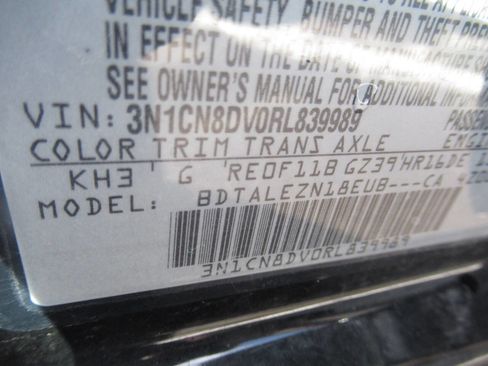 VEHICLE SAFETY, BUMPER AND THEFT
IN EFFECT ON THE DATE OF
SEE OWNER'S MANUAL FOR ADDITIONAL
VIN: 3N1CN8DV0RL839989
COLOR TRIM TRANS AXLE
KH3 G RE0F11B GZ39 HR16DE
BDTALEZN18EUB---CA
3N1CN8DV0RL839989